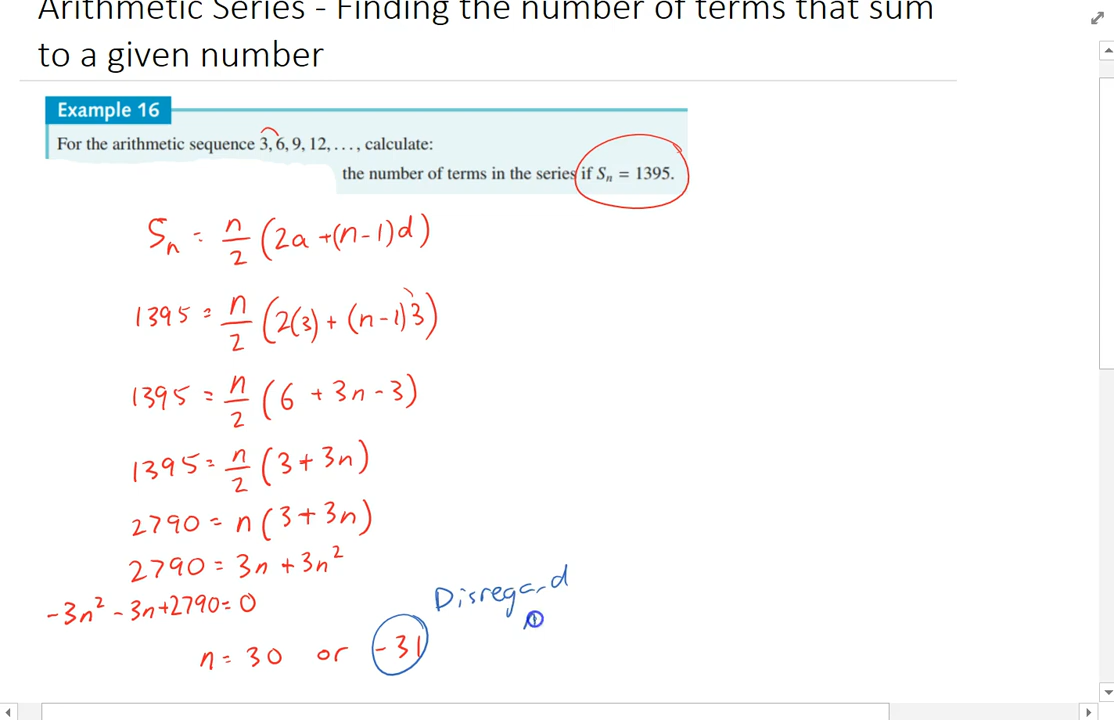 Arithmetic Series - Finding the number of terms that sum
to a given number
Example 16
For the arithmetic sequence 3, 6, 9, 12, . . . , calculate:
the number of terms in the series if Sₙ = 1395.
Sₙ = n/2 (2a + (n-1)d)
1395 = n/2 (2(3) + (n-1)3)
1395 = n/2 (6 + 3n - 3)
1395 = n/2 (3 + 3n)
2790 = n(3 + 3n)
2790 = 3n + 3n²
-3n² - 3n + 2790 = 0
Disregard
n = 30 or -31